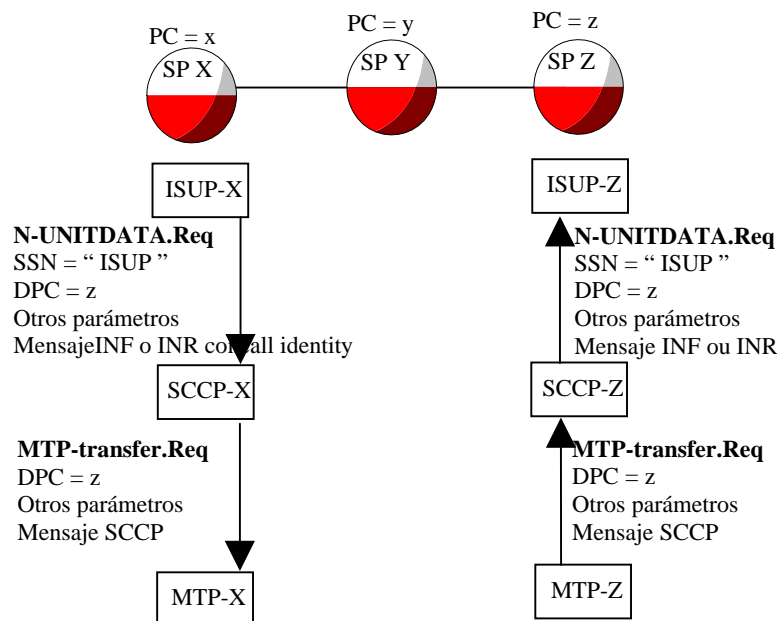 PC = x
PC = y
PC = z
SP X
SP Y
SP Z
ISUP-X
N-UNITDATA.Req
SSN = “ ISUP ”
DPC = z
Otros parámetros
MensajeINF o INR con call identity
SCCP-X
MTP-transfer.Req
DPC = z
Otros parámetros
Mensaje SCCP
MTP-X
ISUP-Z
N-UNITDATA.Req
SSN = “ ISUP ”
DPC = z
Otros parámetros
Mensaje INF ou INR
SCCP-Z
MTP-transfer.Req
DPC = z
Otros parámetros
Mensaje SCCP
MTP-Z